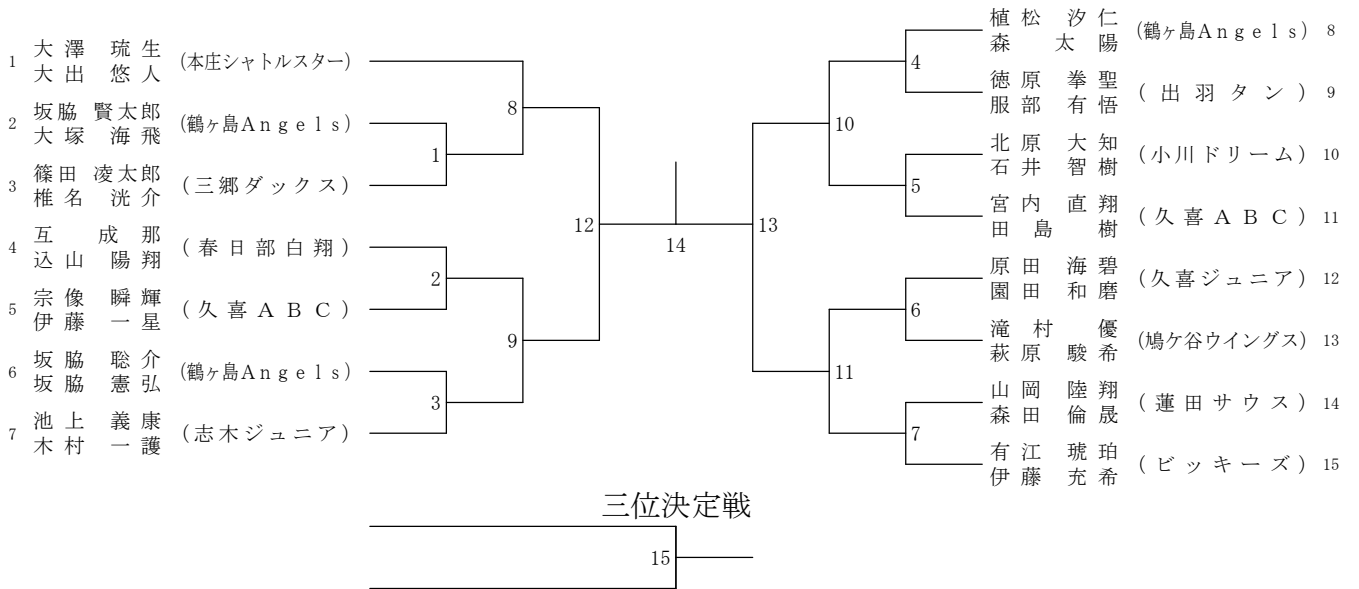 1 大澤 琉生 (本庄シャトルスター)
大出 悠人
2 坂脇 賢太郎 (鶴ヶ島Angels)
大塚 海飛
3 篠田 凌太郎 (三郷ダックス)
椎名 洸介
4 互 成那 (春日部白翔)
込山 陽翔
5 宗像 瞬輝 (久喜ABC)
伊藤 一星
6 坂脇 聡介 (鶴ヶ島Angels)
坂脇 憲弘
7 池上 義康 (志木ジュニア)
木村 一護
8
1
12
2
9
3
14
13
10
4
5
11
6
7
植松 汐仁 (鶴ヶ島Angels) 8
森 太陽
徳原 拳聖 (出羽タン) 9
服部 有悟
北原 大知 (小川ドリーム) 10
石井 智樹
宮内 直翔 (久喜ABC) 11
田島 樹
原田 海碧 (久喜ジュニア) 12
園田 和磨
滝村 優 (鳩ケ谷ウイングス) 13
萩原 駿希
山岡 陸翔 (蓮田サウス) 14
森田 倫晟
有江 琥珀 (ビッキーズ) 15
伊藤 充希
三位決定戦
15